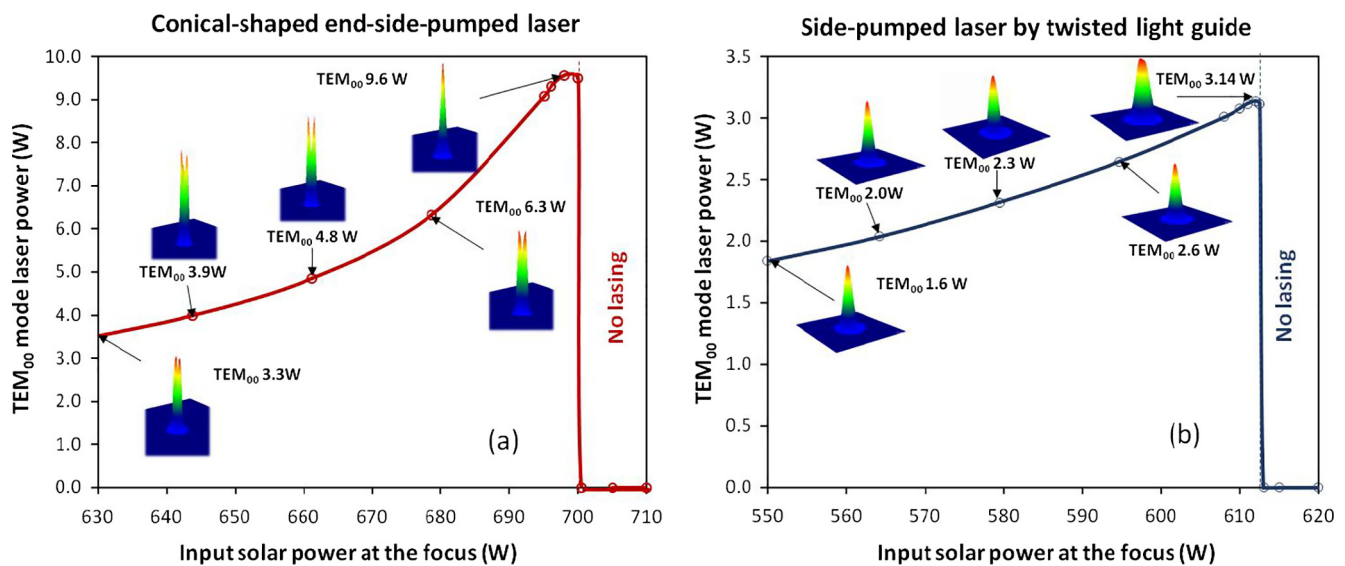 Conical-shaped end-side-pumped laser
TEM00 mode laser power (W)
10.0
9.0
8.0
7.0
6.0
5.0
4.0
3.0
2.0
1.0
0.0
TEM00 9.6 W
TEM00 6.3 W
TEM00 4.8 W
TEM00 3.9W
TEM00 3.3W
No lasing
(a)
630 640 650 660 670 680 690 700 710
Input solar power at the focus (W)
Side-pumped laser by twisted light guide
TEM00 mode laser power (W)
3.5
3.0
2.5
2.0
1.5
1.0
0.5
0.0
TEM00 3.14 W
TEM00 2.3 W
TEM00 2.0W
TEM00 2.6 W
TEM00 1.6 W
No lasing
(b)
550 560 570 580 590 600 610 620
Input solar power at the focus (W)